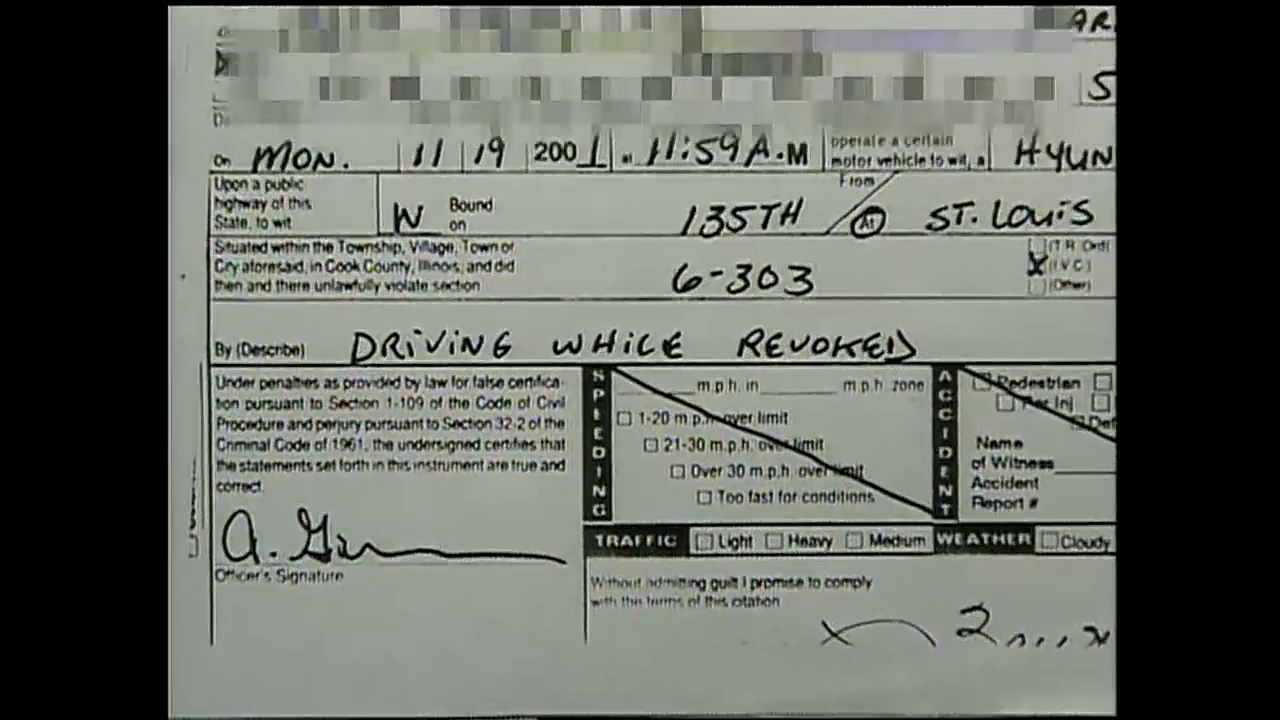 AR
S
On MON. 11 19 2001 at 11:59 A.M operate a certain motor vehicle to wit, a HYUN
Upon a public
highway of this
State, to wit W Bound on 135TH From / At ST. LOUIS
Situated within the Township, Village, Town or
City aforesaid, in Cook County, Illinois, and did
then and there unlawfully violate section 6-303
(T.R. Ord)
X (I.V.C)
(Other)
By (Describe) DRIVING WHILE REVOKED
Under penalties as provided by law for false certifica-
tion pursuant to Section 1-109 of the Code of Civil
Procedure and perjury pursuant to Section 32-2 of the
Criminal Code of 1961, the undersigned certifies that
the statements set forth in this instrument are true and
correct.
Officer's Signature
SPEEDING
m.p.h. in m.p.h. zone
1-20 m.p.h. over limit
21-30 m.p.h. over limit
Over 30 m.p.h. over limit
Too fast for conditions
ACCIDENT
Pedestrian
Per Inj
Name
of Witness
Accident
Report #
TRAFFIC Light Heavy Medium WEATHER Cloudy
Without admitting guilt I promise to comply
with the terms of this citation